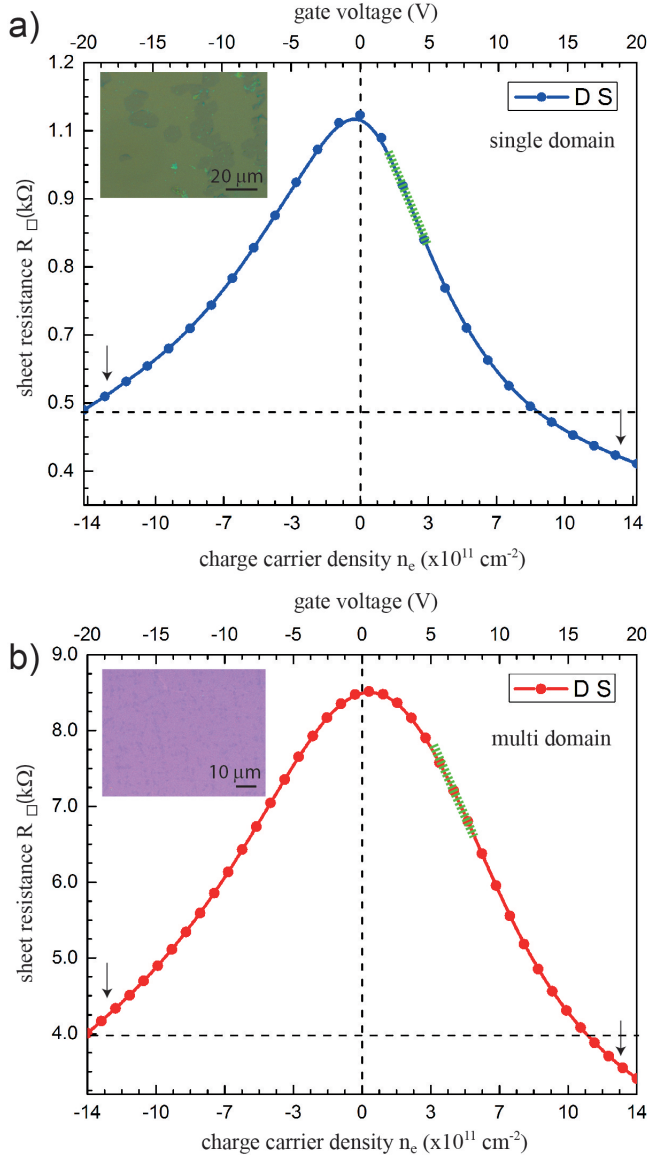 gate voltage (V)
a)
-20 -15 -10 -5 0 5 10 15 20
1.2
1.1
0.9
0.8
0.7
0.5
0.4
sheet resistance R □(kΩ)
20 μm
D S
single domain
-14 -10 -7 -3 0 3 7 10 14
charge carrier density nₑ (x10¹¹ cm⁻²)
gate voltage (V)
b)
-20 -15 -10 -5 0 5 10 15 20
9.0
8.0
7.0
6.0
5.0
4.0
sheet resistance R □(kΩ)
10 μm
D S
multi domain
-14 -10 -7 -3 0 3 7 10 14
charge carrier density nₑ (x10¹¹ cm⁻²)